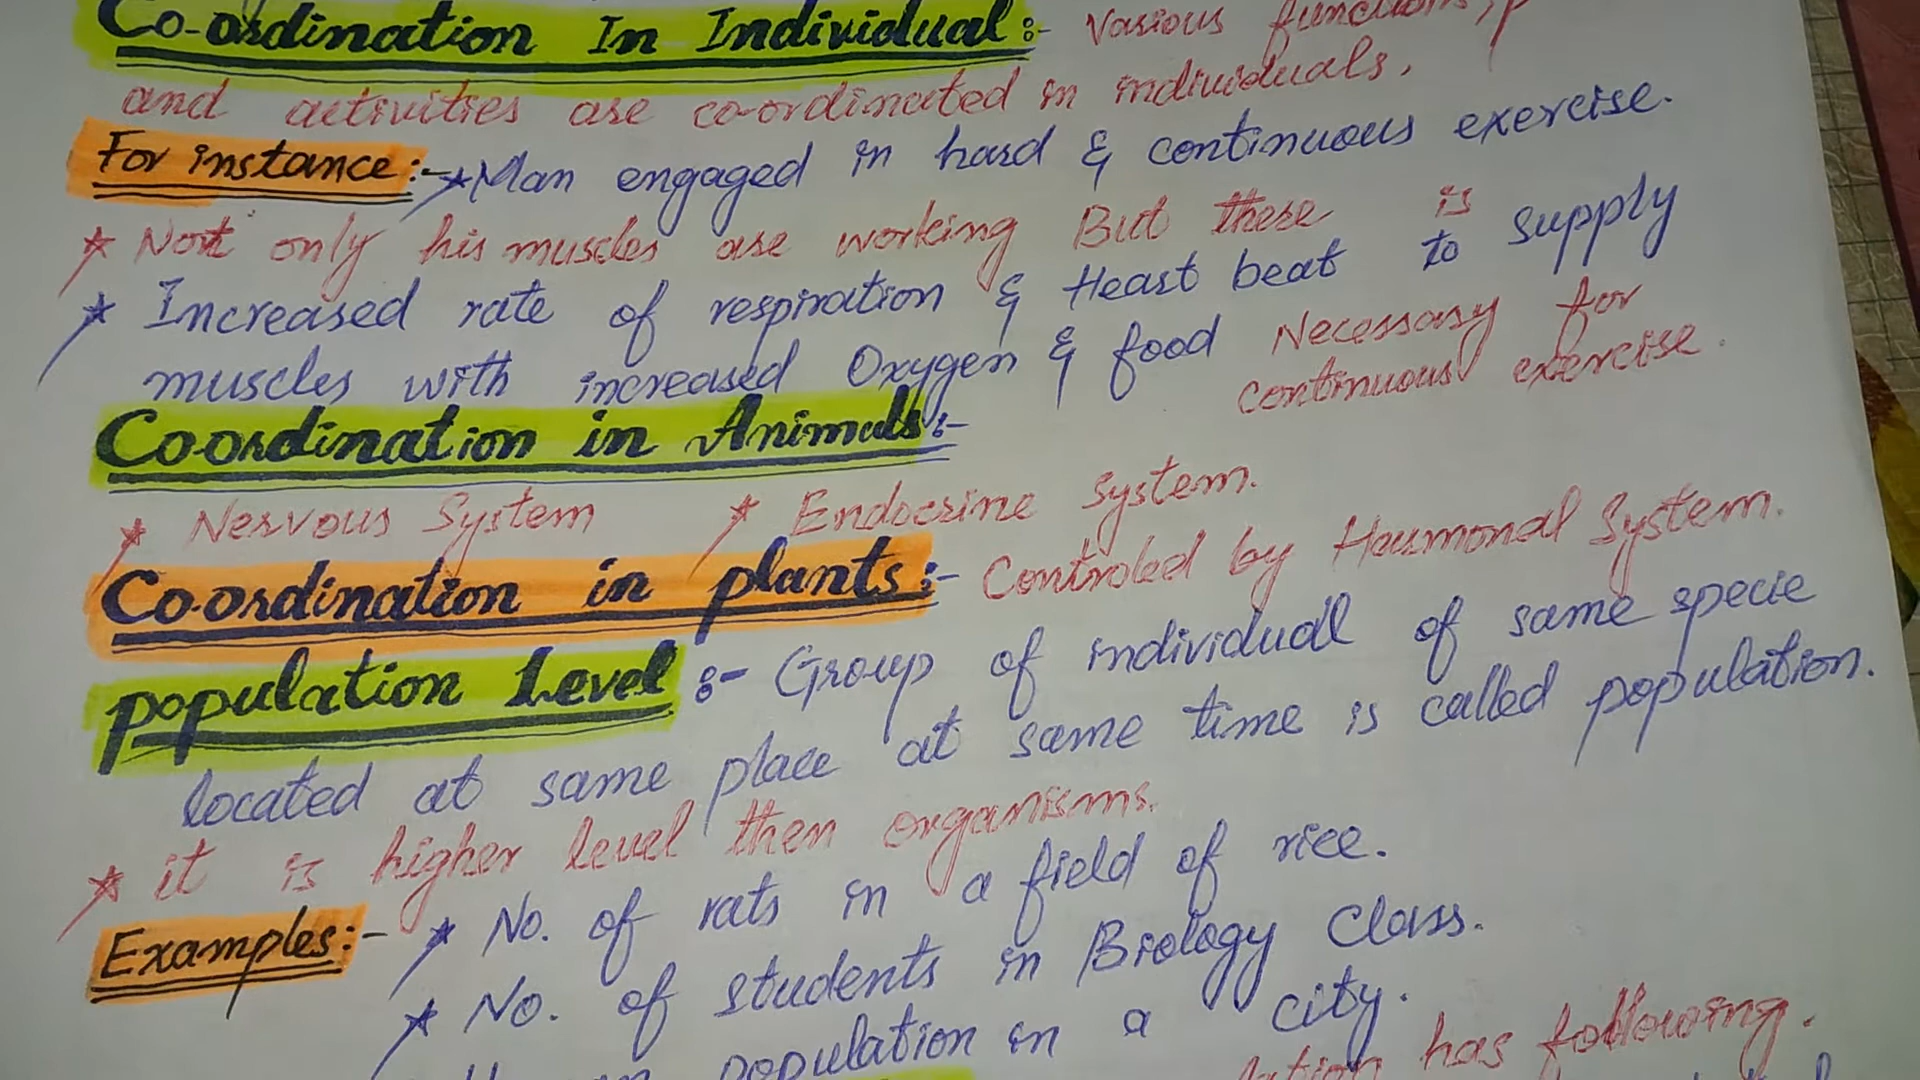 Co-ordination In Individual:- Various functions,
and activities are co-ordinated in individuals,
For instance:- Man engaged in hard & continuous exercise.
Not only his muscles are working But there is
Increased rate of respiration & Heart beat to supply
muscles with increased Oxygen & food Necessary for
continuous exercise.
Co-ordination in Animals:-
Nervous System Endocrine System.
Co-ordination in plants:- Controled by Haumonal System.
population Level:- Group of individual of same specie
located at same place at same time is called population.
it is higher level then organisms.
Examples:- No. of rats in a field of rice.
No. of students in Biology Class.
population in a city.
has following.